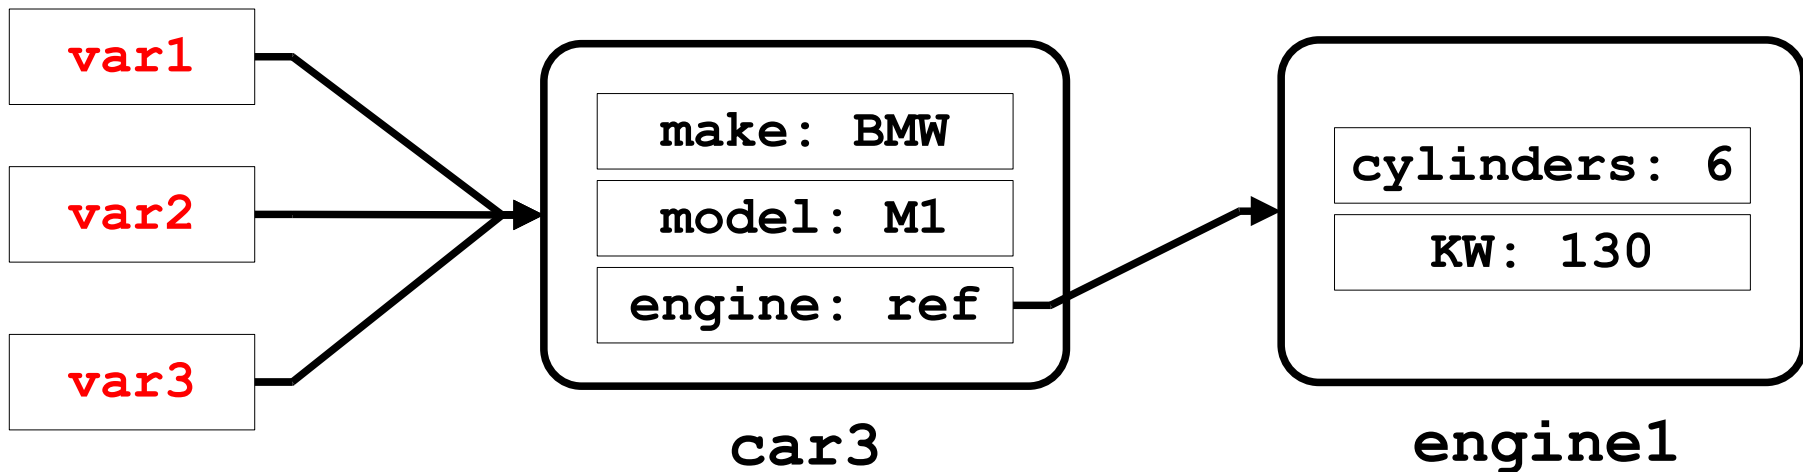 var1
var2
var3
make: BMW
model: M1
engine: ref
car3
cylinders: 6
KW: 130
engine1